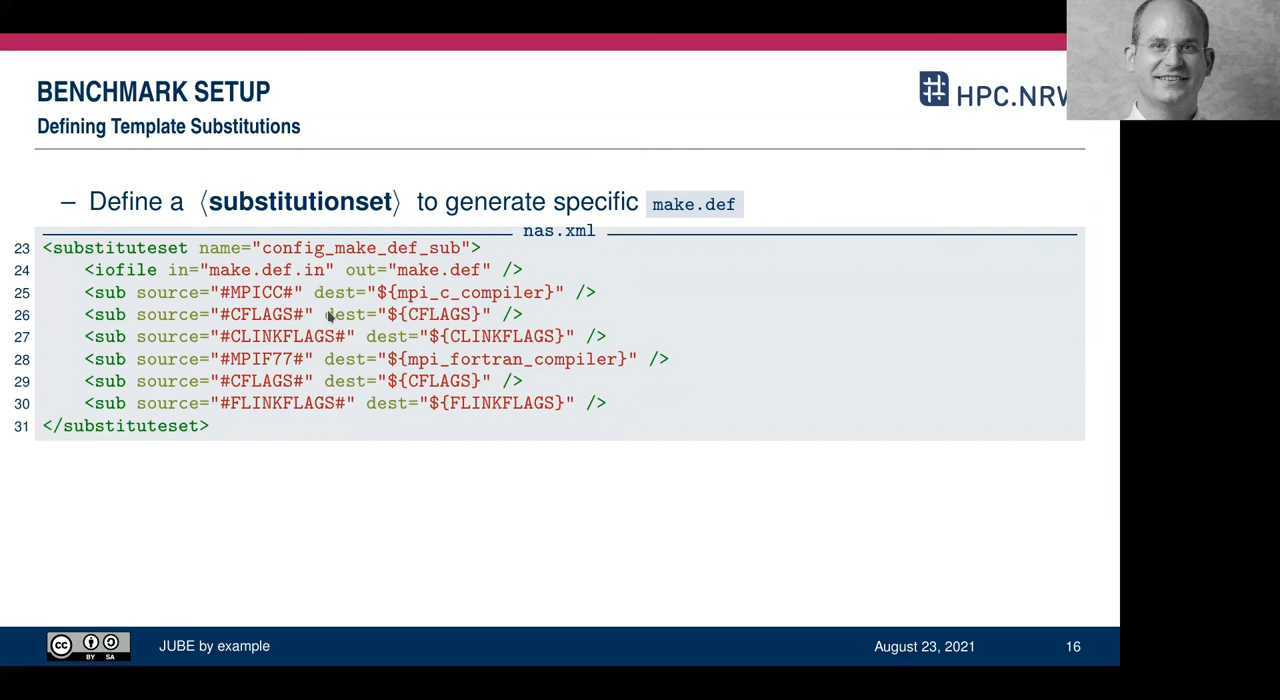 BENCHMARK SETUP
Defining Template Substitutions
HPC.NRW
– Define a ⟨substitutionset⟩ to generate specific make.def
nas.xml
23 <substituteset name="config_make_def_sub">
24 <iofile in="make.def.in" out="make.def" />
25 <sub source="#MPICC#" dest="${mpi_c_compiler}" />
26 <sub source="#CFLAGS#" dest="${CFLAGS}" />
27 <sub source="#CLINKFLAGS#" dest="${CLINKFLAGS}" />
28 <sub source="#MPIF77#" dest="${mpi_fortran_compiler}" />
29 <sub source="#CFLAGS#" dest="${CFLAGS}" />
30 <sub source="#FLINKFLAGS#" dest="${FLINKFLAGS}" />
31 </substituteset>
cc BY SA
JUBE by example
August 23, 2021
16